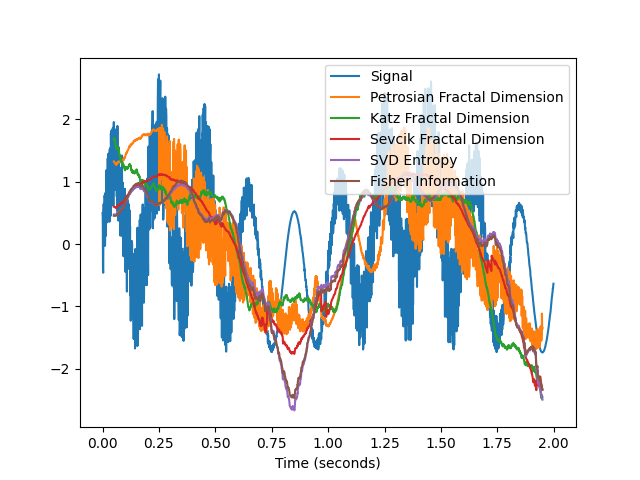 Signal
Petrosian Fractal Dimension
Katz Fractal Dimension
Sevcik Fractal Dimension
SVD Entropy
Fisher Information
2
1
0
−1
−2
0.00 0.25 0.50 0.75 1.00 1.25 1.50 1.75 2.00
Time (seconds)